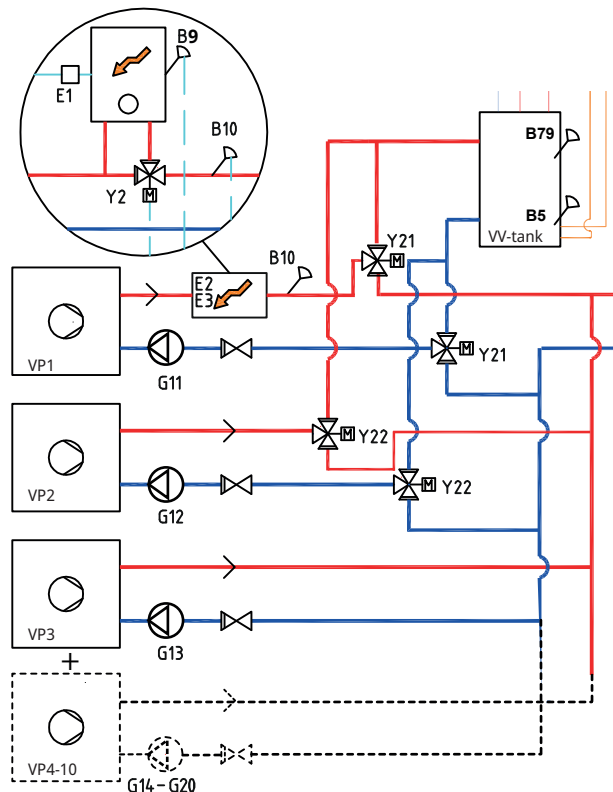 B9
E1
B10
Y2
M
B79
B5
VV-tank
Y21
M
B10
E2
E3
VP1
G11
M
Y21
M
Y22
VP2
G12
M
Y22
VP3
G13
+
VP4-10
G14-G20